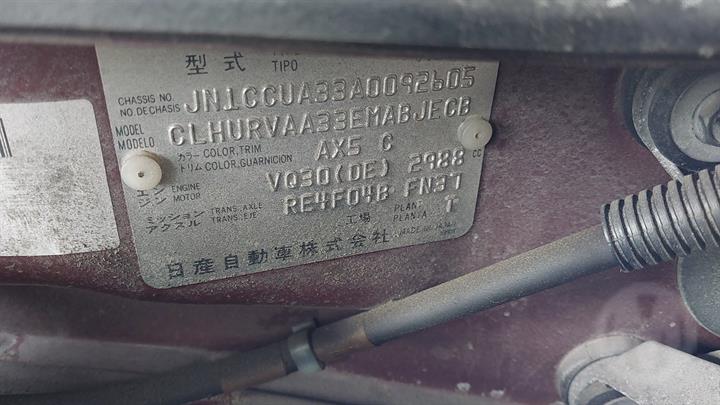 型式 TIPO
CHASSIS NO. JN1CCUA33A0092605
NO DE CHASIS
MODEL CLHURVAA33EMABJECB
MODELO
カラー COLOR, TRIM AX5 C
トリム COLOR, GUARNICION
エンジン ENGINE VQ30(DE) 2988 CC
MOTOR
ミッション TRANS. AXLE RE4F04B FN37
アクスル TRANS. EJE
工場 PLANT T
PLANTA
日産自動車株式会社 MADE IN JAPAN